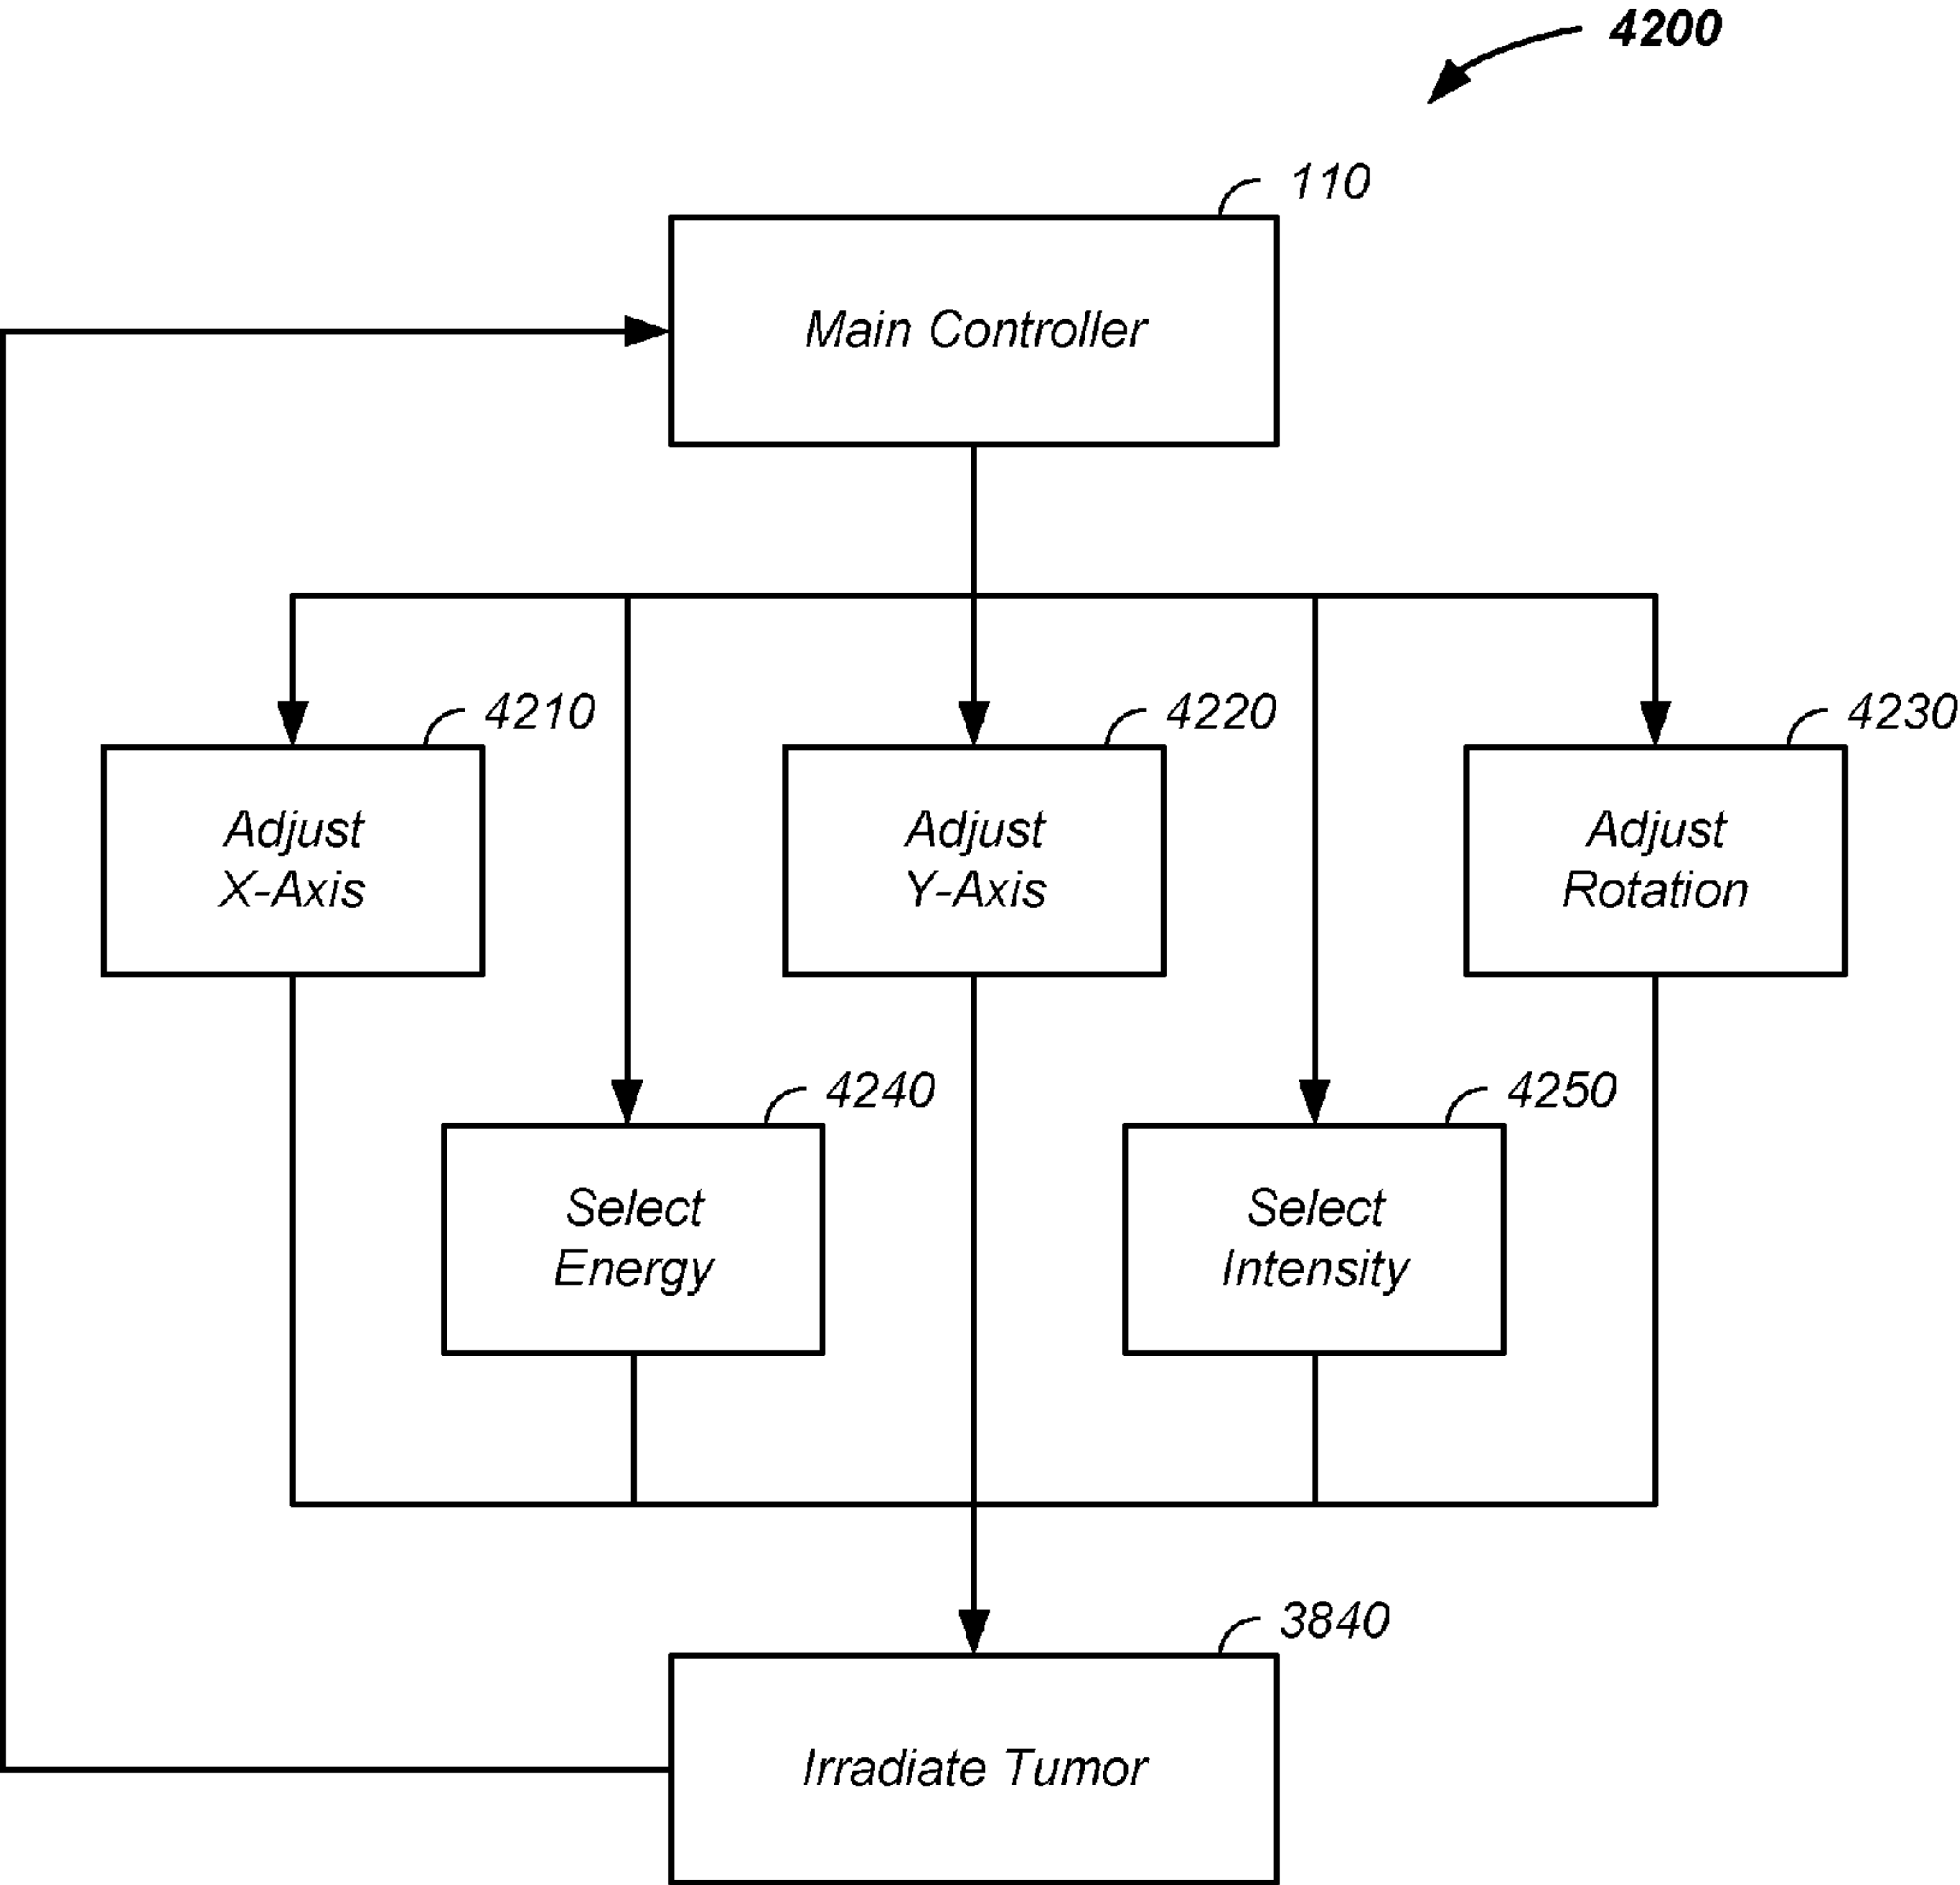 4200
110
Main Controller
4210
4220
4230
Adjust
X-Axis
Adjust
Y-Axis
Adjust
Rotation
4240
4250
Select
Energy
Select
Intensity
3840
Irradiate Tumor